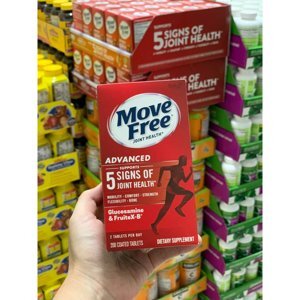 5 SIGNS OF
JOINT HEALTH
Move
Free
JOINT HEALTH
ADVANCED
SUPPORTS
5 SIGNS OF
JOINT HEALTH
MOBILITY • COMFORT • STRENGTH
FLEXIBILITY • BONE
Glucosamine
& FruiteX-B
2 TABLETS PER DAY
200 COATED TABLETS
DIETARY SUPPLEMENT